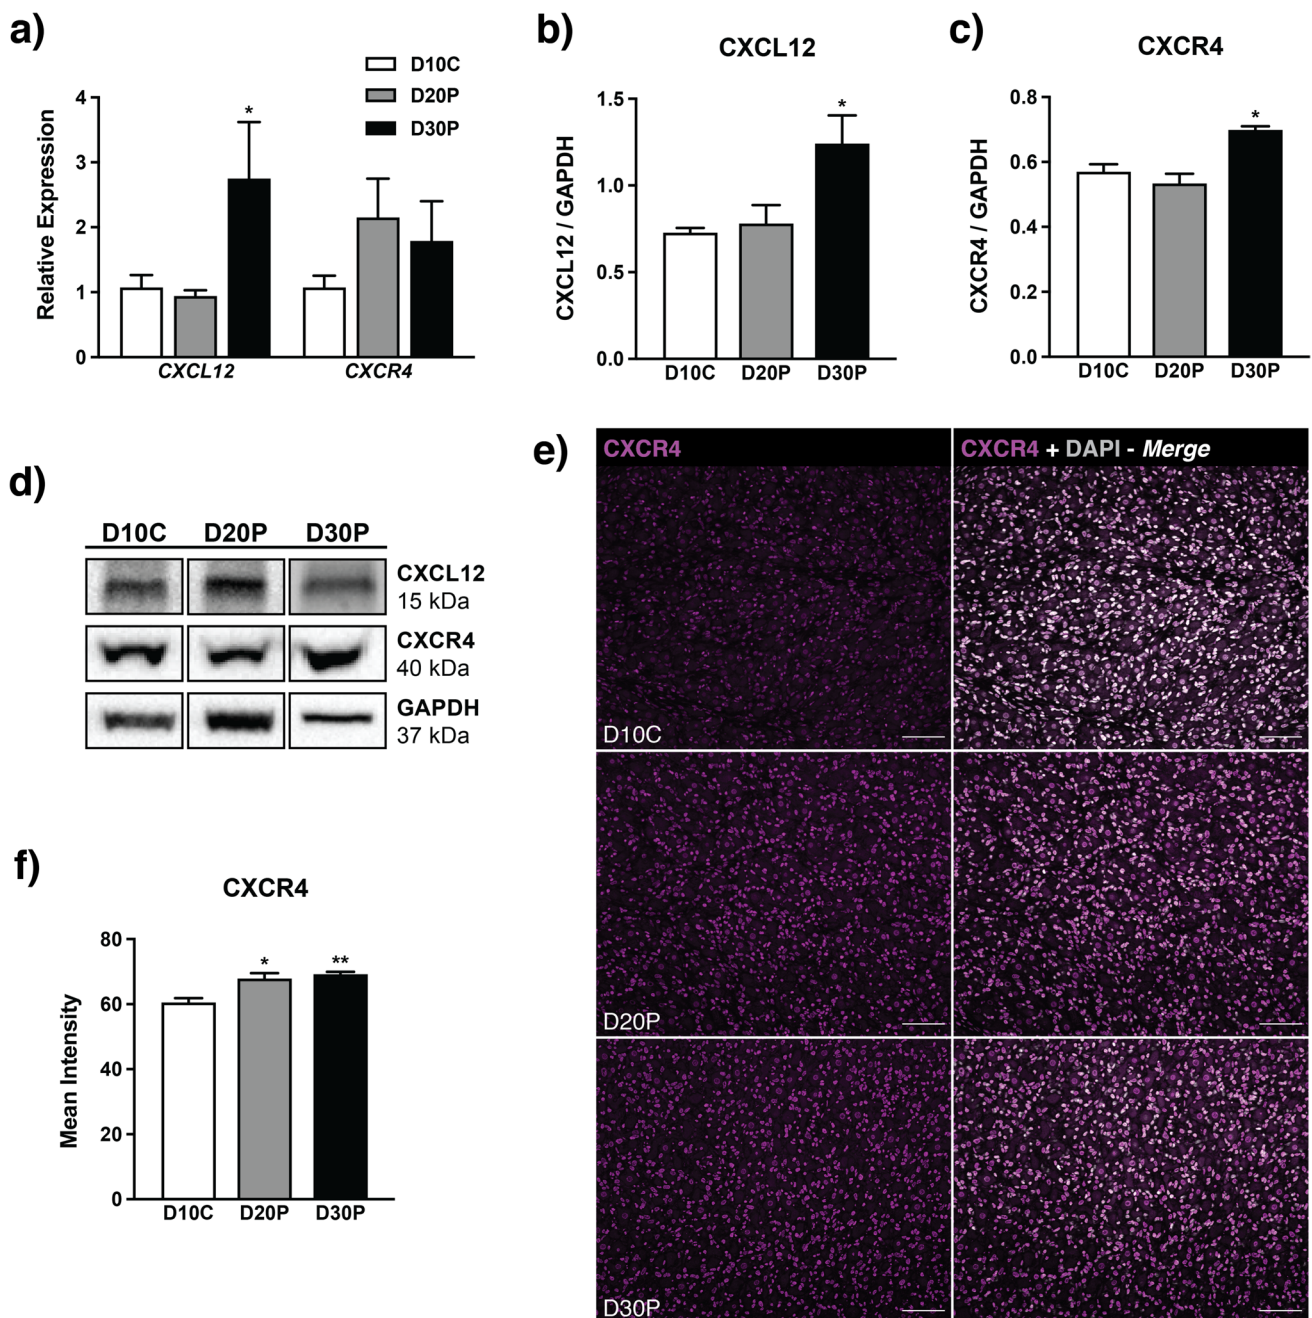 a)
D10C
D20P
D30P
Relative Expression
4
3
2
1
0
*
CXCL12
CXCR4
b)
CXCL12
CXCL12 / GAPDH
1.5
1.0
0.5
0.0
*
D10C D20P D30P
c)
CXCR4
CXCR4 / GAPDH
0.8
0.6
0.4
0.2
0.0
*
D10C D20P D30P
d)
D10C D20P D30P
CXCL12
15 kDa
CXCR4
40 kDa
GAPDH
37 kDa
e)
CXCR4
CXCR4 + DAPI - Merge
D10C
D20P
D30P
f)
CXCR4
Mean Intensity
80
60
40
20
0
*
**
D10C D20P D30P